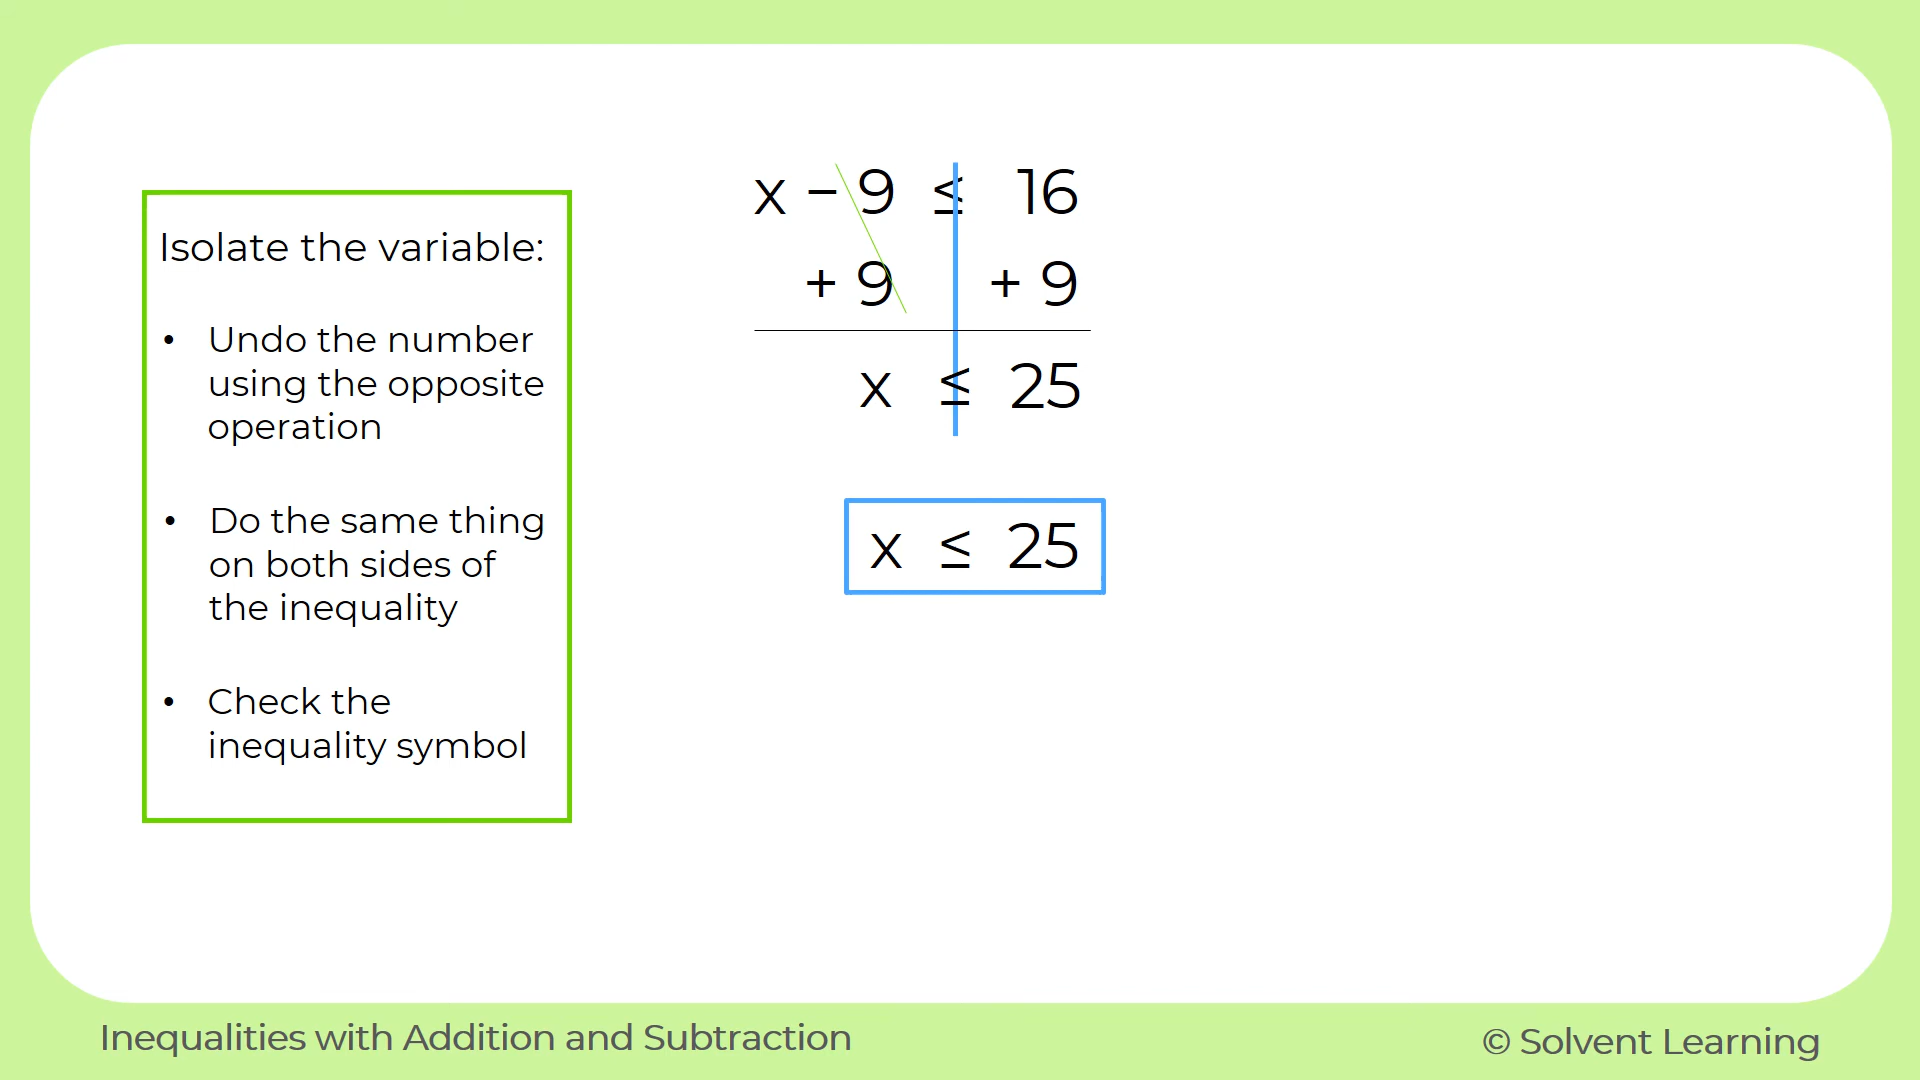 Isolate the variable:
• Undo the number
using the opposite
operation
• Do the same thing
on both sides of
the inequality
• Check the
inequality symbol
x − 9 ≤ 16
+ 9 + 9
x ≤ 25
x ≤ 25
Inequalities with Addition and Subtraction
© Solvent Learning